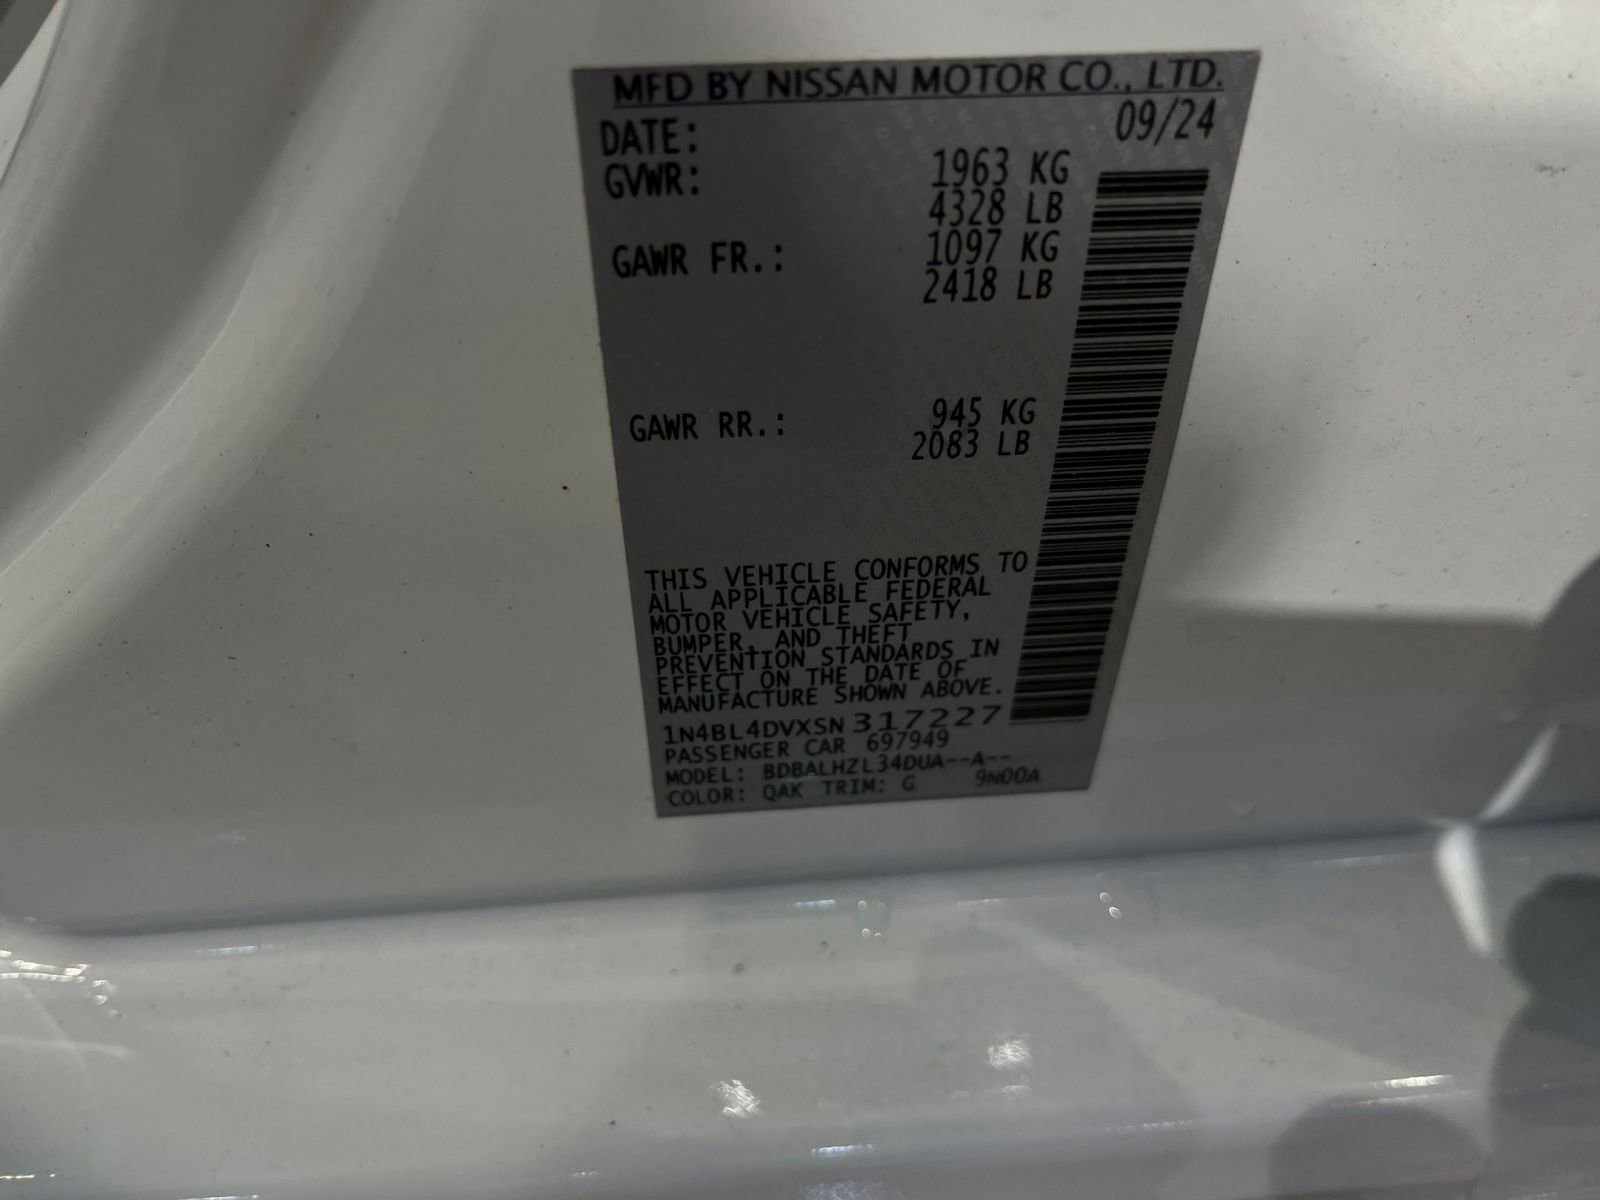 MFD BY NISSAN MOTOR CO., LTD.
DATE: 09/24
GVWR: 1963 KG
4328 LB
GAWR FR.: 1097 KG
2418 LB
GAWR RR.: 945 KG
2083 LB
THIS VEHICLE CONFORMS TO
ALL APPLICABLE FEDERAL
MOTOR VEHICLE SAFETY,
BUMPER, AND THEFT
PREVENTION STANDARDS IN
EFFECT ON THE DATE OF
MANUFACTURE SHOWN ABOVE.
1N4BL4DVXSN317227
PASSENGER CAR 697949
MODEL: BDBALHZL34DUA--A--
COLOR: QAK TRIM: G 9N00A